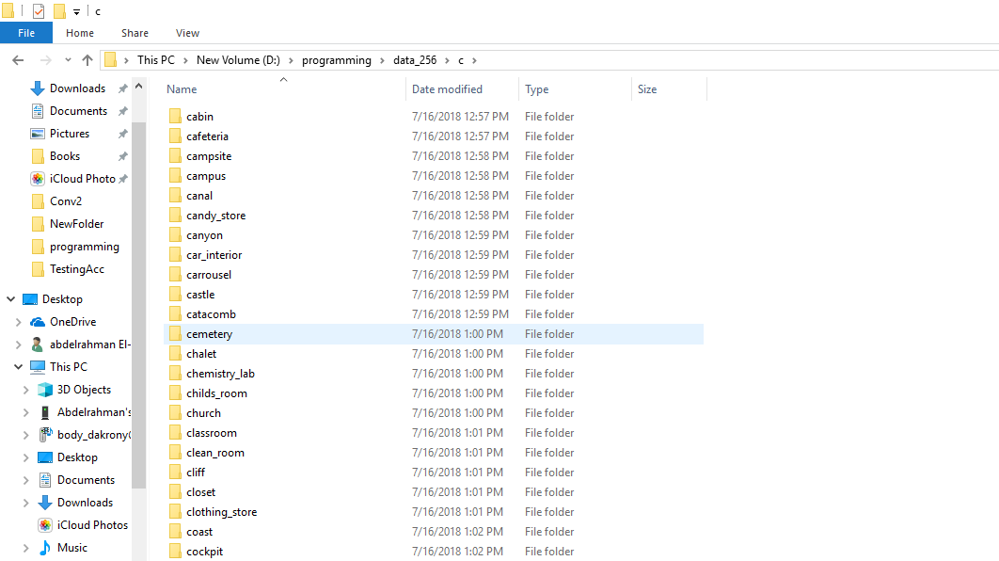 c
File Home Share View
This PC New Volume (D:) programming data_256 c
Downloads
Documents
Pictures
Books
iCloud Photo
Conv2
NewFolder
programming
TestingAcc
Desktop
OneDrive
abdelrahman El-
This PC
3D Objects
Abdelrahman's
body_dakrony(
Desktop
Documents
Downloads
iCloud Photos
Music
Name Date modified Type Size
cabin 7/16/2018 12:57 PM File folder
cafeteria 7/16/2018 12:57 PM File folder
campsite 7/16/2018 12:58 PM File folder
campus 7/16/2018 12:58 PM File folder
canal 7/16/2018 12:58 PM File folder
candy_store 7/16/2018 12:58 PM File folder
canyon 7/16/2018 12:59 PM File folder
car_interior 7/16/2018 12:59 PM File folder
carrousel 7/16/2018 12:59 PM File folder
castle 7/16/2018 12:59 PM File folder
catacomb 7/16/2018 12:59 PM File folder
cemetery 7/16/2018 1:00 PM File folder
chalet 7/16/2018 1:00 PM File folder
chemistry_lab 7/16/2018 1:00 PM File folder
childs_room 7/16/2018 1:00 PM File folder
church 7/16/2018 1:00 PM File folder
classroom 7/16/2018 1:01 PM File folder
clean_room 7/16/2018 1:01 PM File folder
cliff 7/16/2018 1:01 PM File folder
closet 7/16/2018 1:01 PM File folder
clothing_store 7/16/2018 1:01 PM File folder
coast 7/16/2018 1:02 PM File folder
cockpit 7/16/2018 1:02 PM File folder